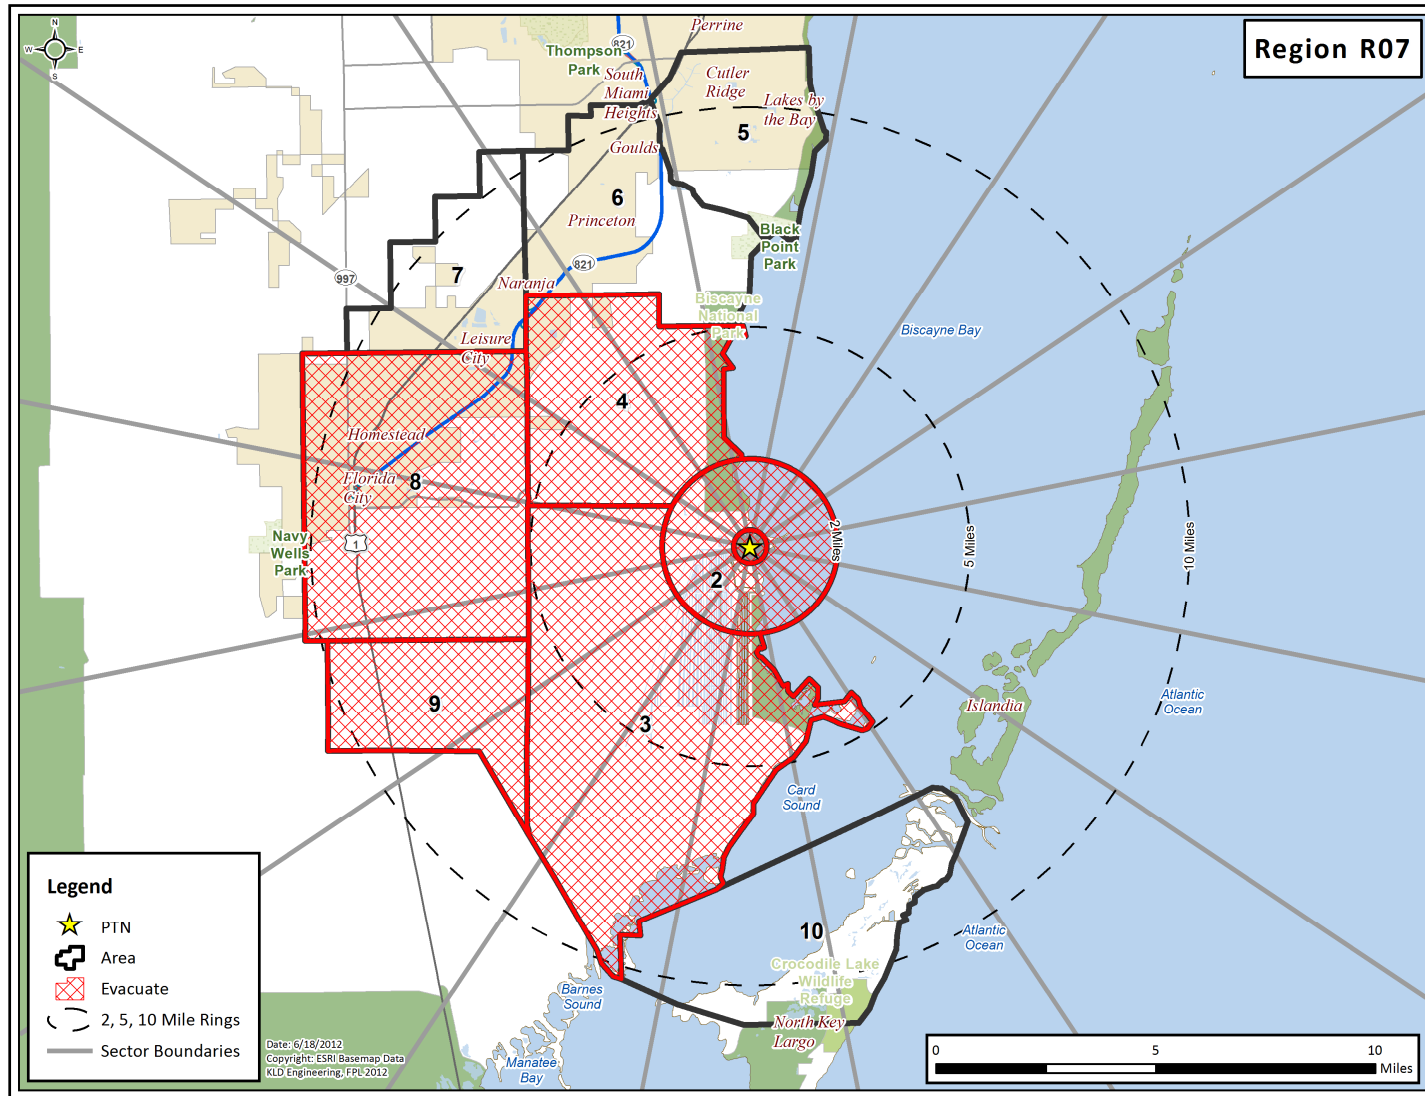 Region R07
N
W
E
S
Perrine
821
Thompson
Park
South
Miami
Heights
Cutler
Ridge
Lakes by
the Bay
5
Goulds
6
Princeton
Black
Point
Park
821
997
7
Naranja
Biscayne
National
Park
Biscayne Bay
Leisure
City
4
Homestead
Florida
City
8
Navy
Wells
Park
1
2 Miles
5 Miles
10 Miles
2
9
3
Islandia
Atlantic
Ocean
Card
Sound
10
Atlantic
Ocean
Crocodile Lake
Wildlife
Refuge
Barnes
Sound
North Key
Largo
Manatee
Bay
Legend
PTN
Area
Evacuate
2, 5, 10 Mile Rings
Sector Boundaries
Date: 6/18/2012
Copyright: ESRI Basemap Data
KLD Engineering, FPL 2012
0 5 10
Miles